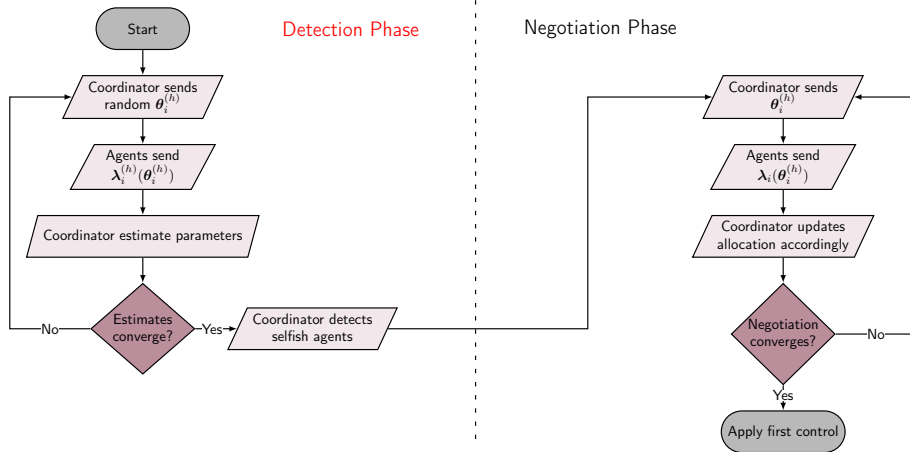 Start
Detection Phase
Coordinator sends
random θ_i^(h)
Agents send
λ_i^(h)(θ_i^(h))
Coordinator estimate parameters
Estimates
converge?
No
Yes
Coordinator detects
selfish agents
Negotiation Phase
Coordinator sends
θ_i^(h)
Agents send
λ_i(θ_i^(h))
Coordinator updates
allocation accordingly
Negotiation
converges?
No
Yes
Apply first control